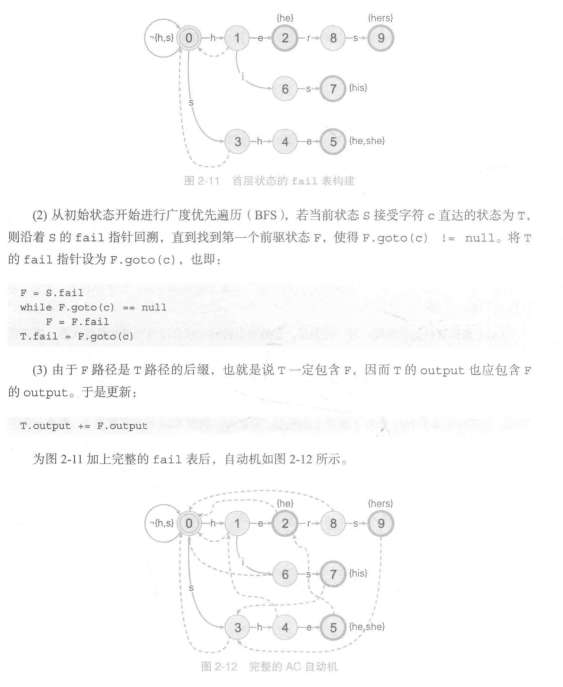 {he}
{hers}
¬{h,s} 0 h 1 e 2 r 8 s 9
i
6 s 7 {his}
s
3 h 4 e 5 {he,she}
图 2-11 首层状态的 fail 表构建
(2) 从初始状态开始进行广度优先遍历（BFS），若当前状态 S 接受字符 c 直达的状态为 T，
则沿着 S 的 fail 指针回溯，直到找到第一个前驱状态 F，使得 F.goto(c) != null。将 T
的 fail 指针设为 F.goto(c)，也即：
F = S.fail
while F.goto(c) == null
F = F.fail
T.fail = F.goto(c)
(3) 由于 F 路径是 T 路径的后缀，也就是说 T 一定包含 F，因而 T 的 output 也应包含 F
的 output。于是更新：
T.output += F.output
为图 2-11 加上完整的 fail 表后，自动机如图 2-12 所示。
{he}
{hers}
¬{h,s} 0 h 1 e 2 r 8 s 9
i
6 s 7 {his}
s
3 h 4 e 5 {he,she}
图 2-12 完整的 AC 自动机